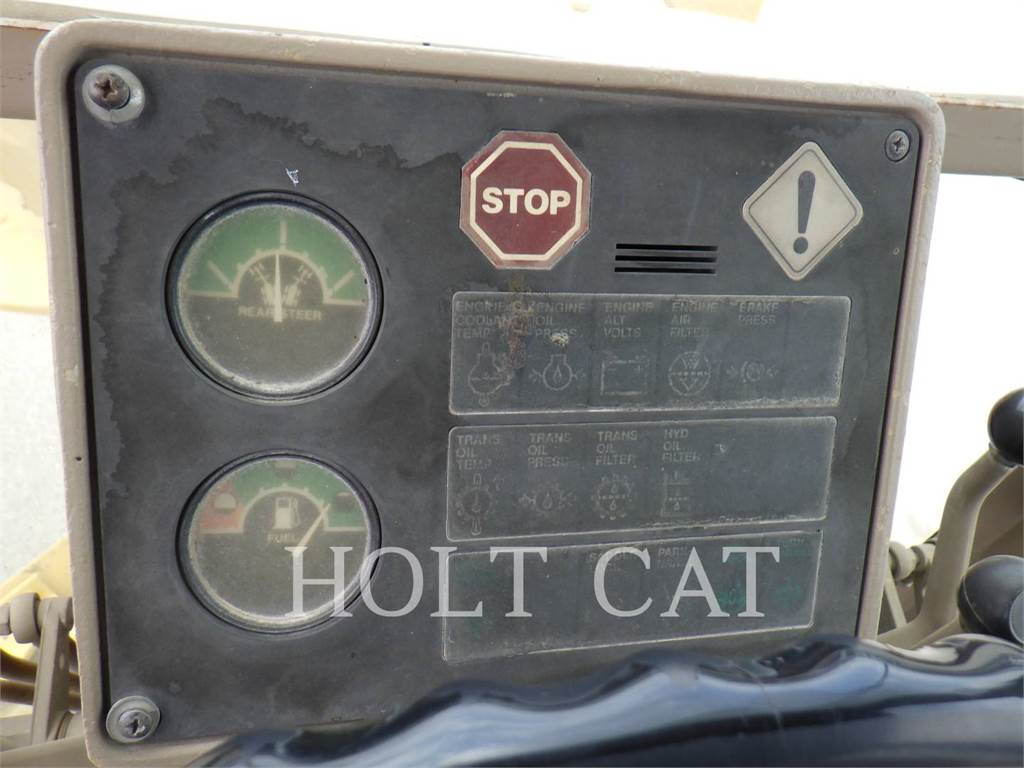 STOP
!
REAR STEER
ENGINE COOLANT TEMP
ENGINE OIL PRESS
ENGINE ALT VOLTS
ENGINE AIR FILTER
BRAKE PRESS
TRANS OIL TEMP
TRANS OIL PRESS
TRANS OIL FILTER
HYD OIL FILTER
FUEL
HOLT CAT